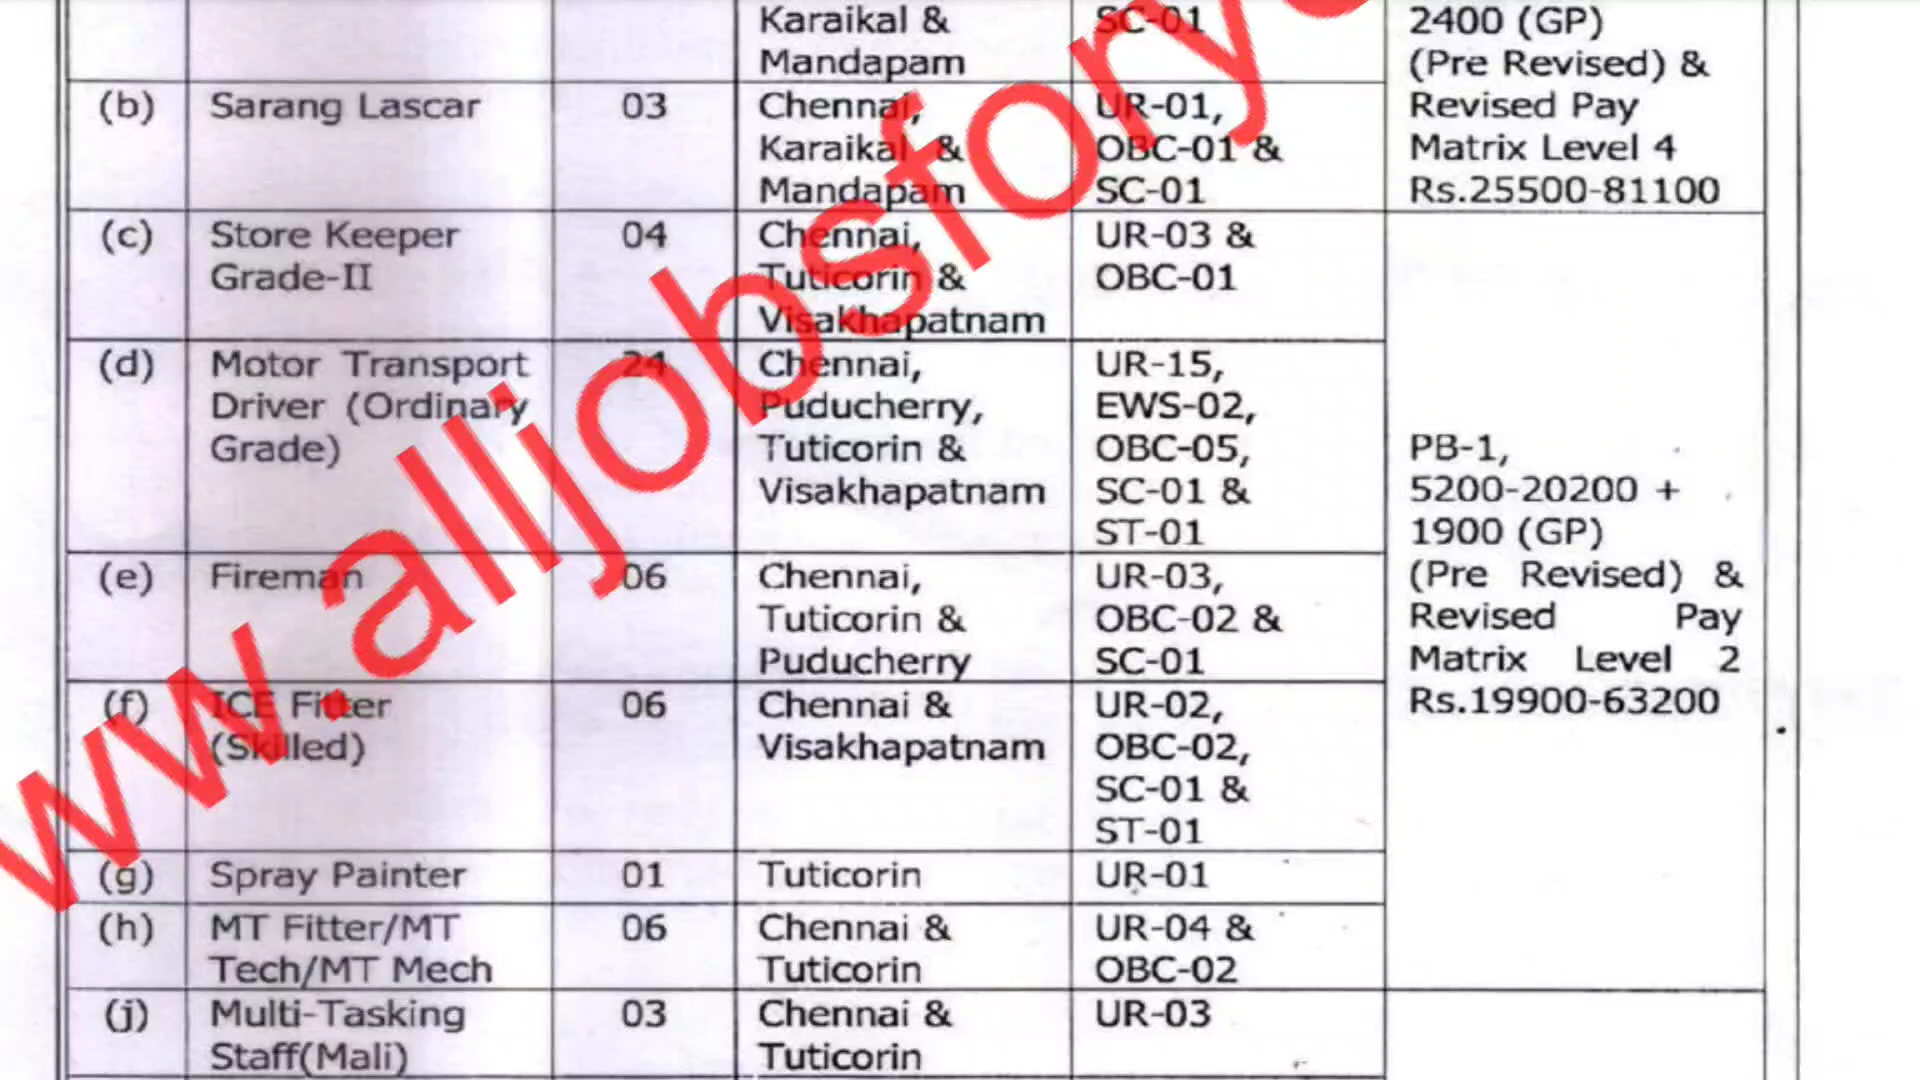 Karaikal & SC-01 2400 (GP)
Mandapam (Pre Revised) &
(b) Sarang Lascar 03 Chennai, UR-01, Revised Pay
Karaikal & OBC-01 & Matrix Level 4
Mandapam SC-01 Rs.25500-81100
(c) Store Keeper 04 Chennai, UR-03 &
Grade-II Tuticorin & OBC-01
Visakhapatnam
(d) Motor Transport 24 Chennai, UR-15,
Driver (Ordinary Puducherry, EWS-02,
Grade) Tuticorin & OBC-05, PB-1,
Visakhapatnam SC-01 & 5200-20200 +
ST-01 1900 (GP)
(e) Fireman 06 Chennai, UR-03, (Pre Revised) &
Tuticorin & OBC-02 & Revised Pay
Puducherry SC-01 Matrix Level 2
(f) ICE Fitter 06 Chennai & UR-02, Rs.19900-63200
(Skilled) Visakhapatnam OBC-02,
SC-01 &
ST-01
(g) Spray Painter 01 Tuticorin UR-01
(h) MT Fitter/MT 06 Chennai & UR-04 &
Tech/MT Mech Tuticorin OBC-02
(j) Multi-Tasking 03 Chennai & UR-03
Staff(Mali) Tuticorin
ww.alljobsfory